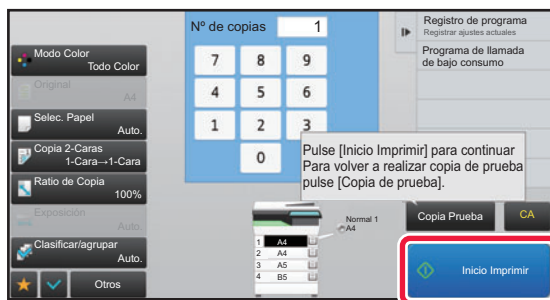 Nº de copias 1
Registro de programa
Registrar ajustes actuales
Programa de llamada
de bajo consumo
Modo Color
Todo Color
Original
A4
Selec. Papel
Auto.
Copia 2-Caras
1-Cara→1-Cara
Ratio de Copia
100%
Exposición
Auto.
Clasificar/agrupar
Auto.
Otros
7 8 9
4 5 6
1 2 3
0
Pulse [Inicio Imprimir] para continuar
Para volver a realizar copia de prueba
pulse [Copia de prueba].
Normal 1
A4
1 A4
2 A4
3 A5
4 B5
Copia Prueba
CA
Inicio Imprimir